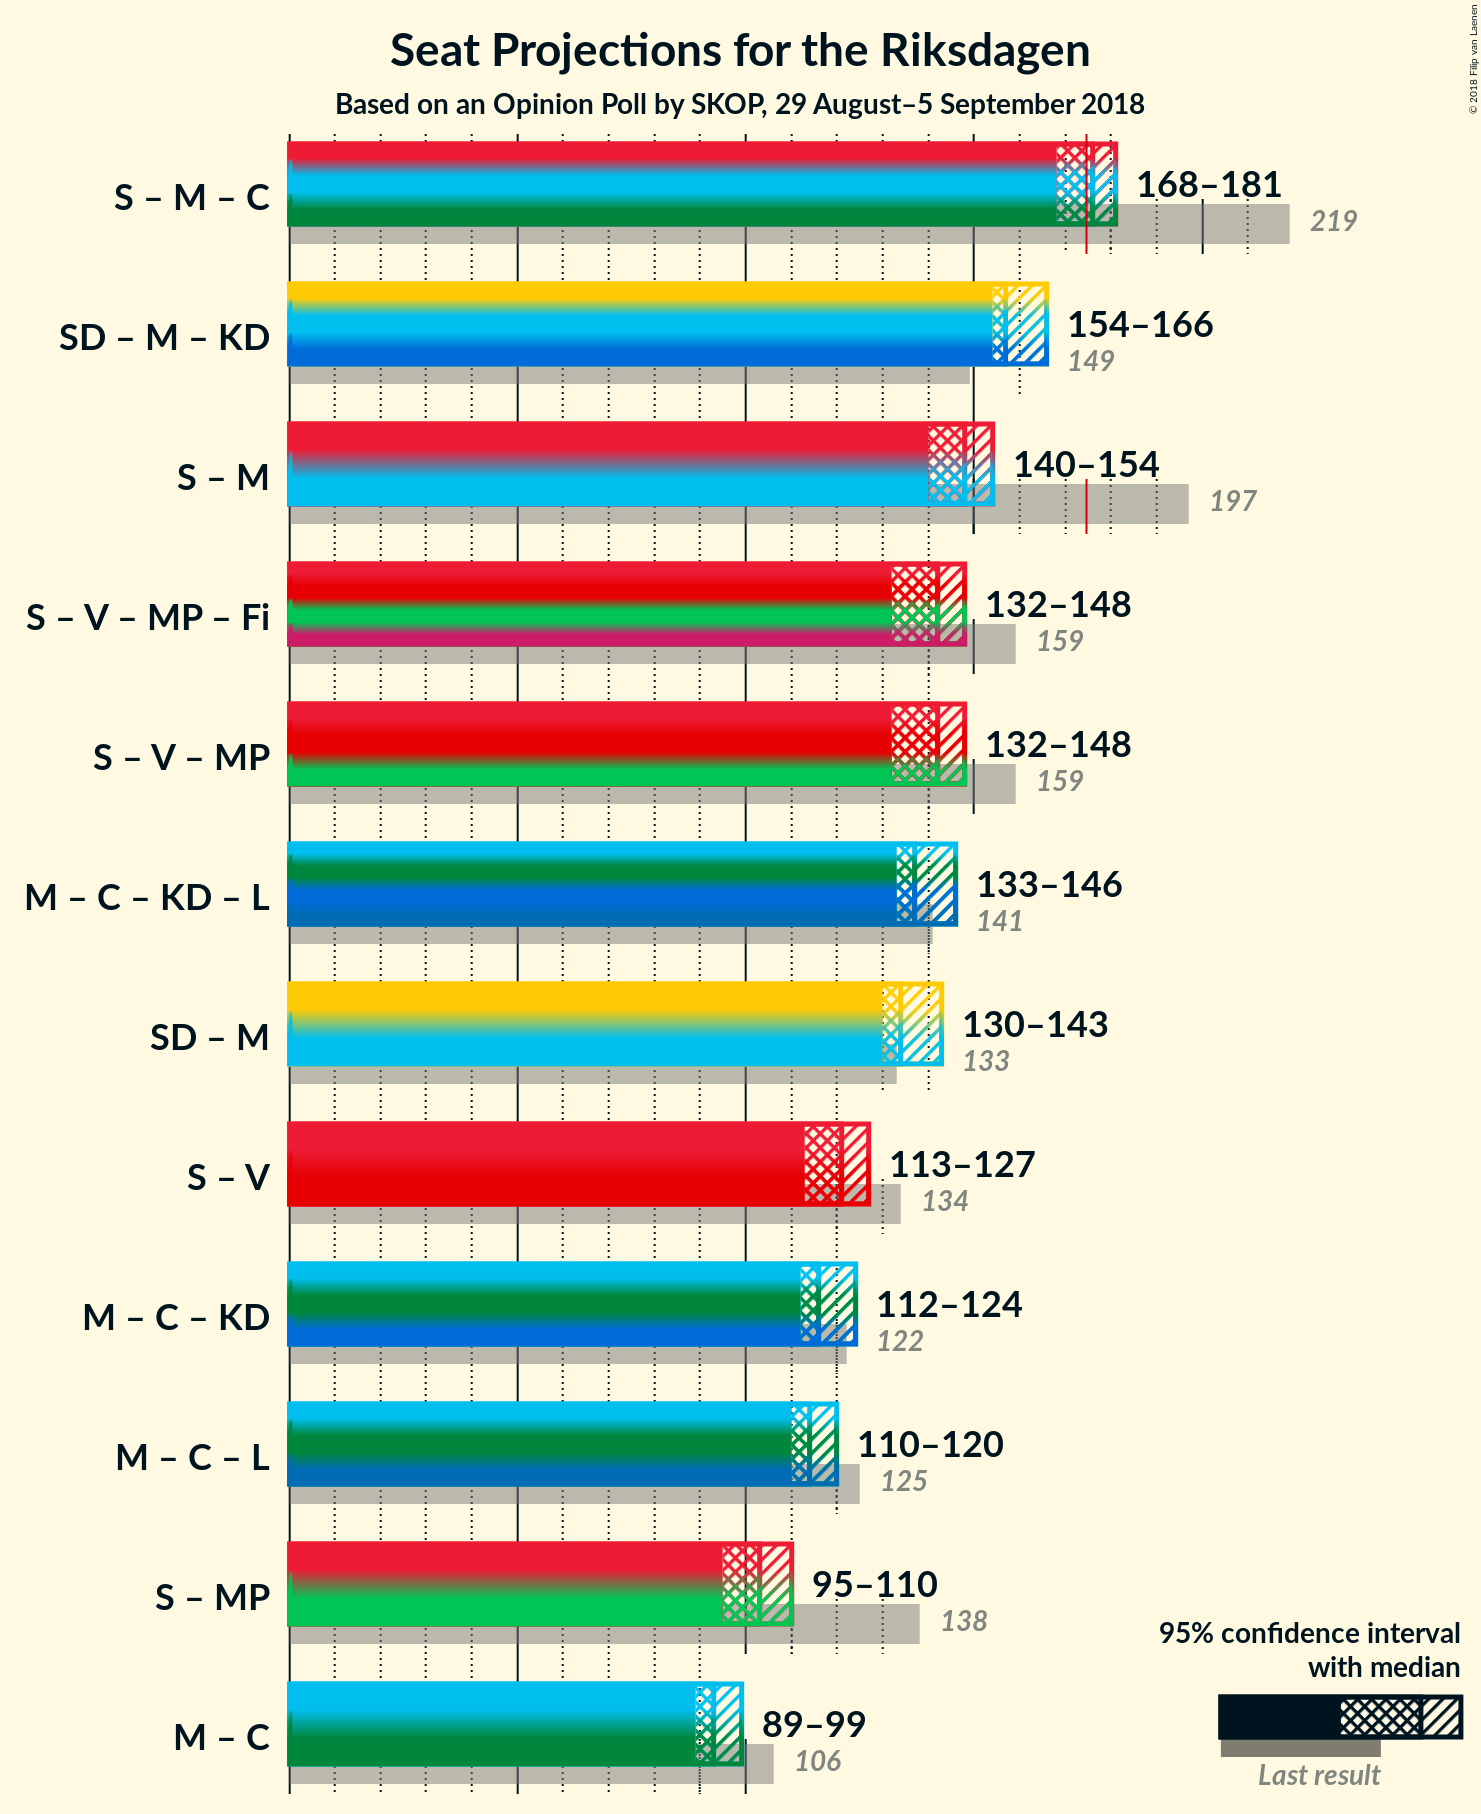 Seat Projections for the Riksdagen
Based on an Opinion Poll by SKOP, 29 August–5 September 2018
© 2018 Filip van Laenen
S – M – C
168–181
219
SD – M – KD
154–166
149
S – M
140–154
197
S – V – MP – Fi
132–148
159
S – V – MP
132–148
159
M – C – KD – L
133–146
141
SD – M
130–143
133
S – V
113–127
134
M – C – KD
112–124
122
M – C – L
110–120
125
S – MP
95–110
138
M – C
89–99
106
95% confidence interval
with median
Last result